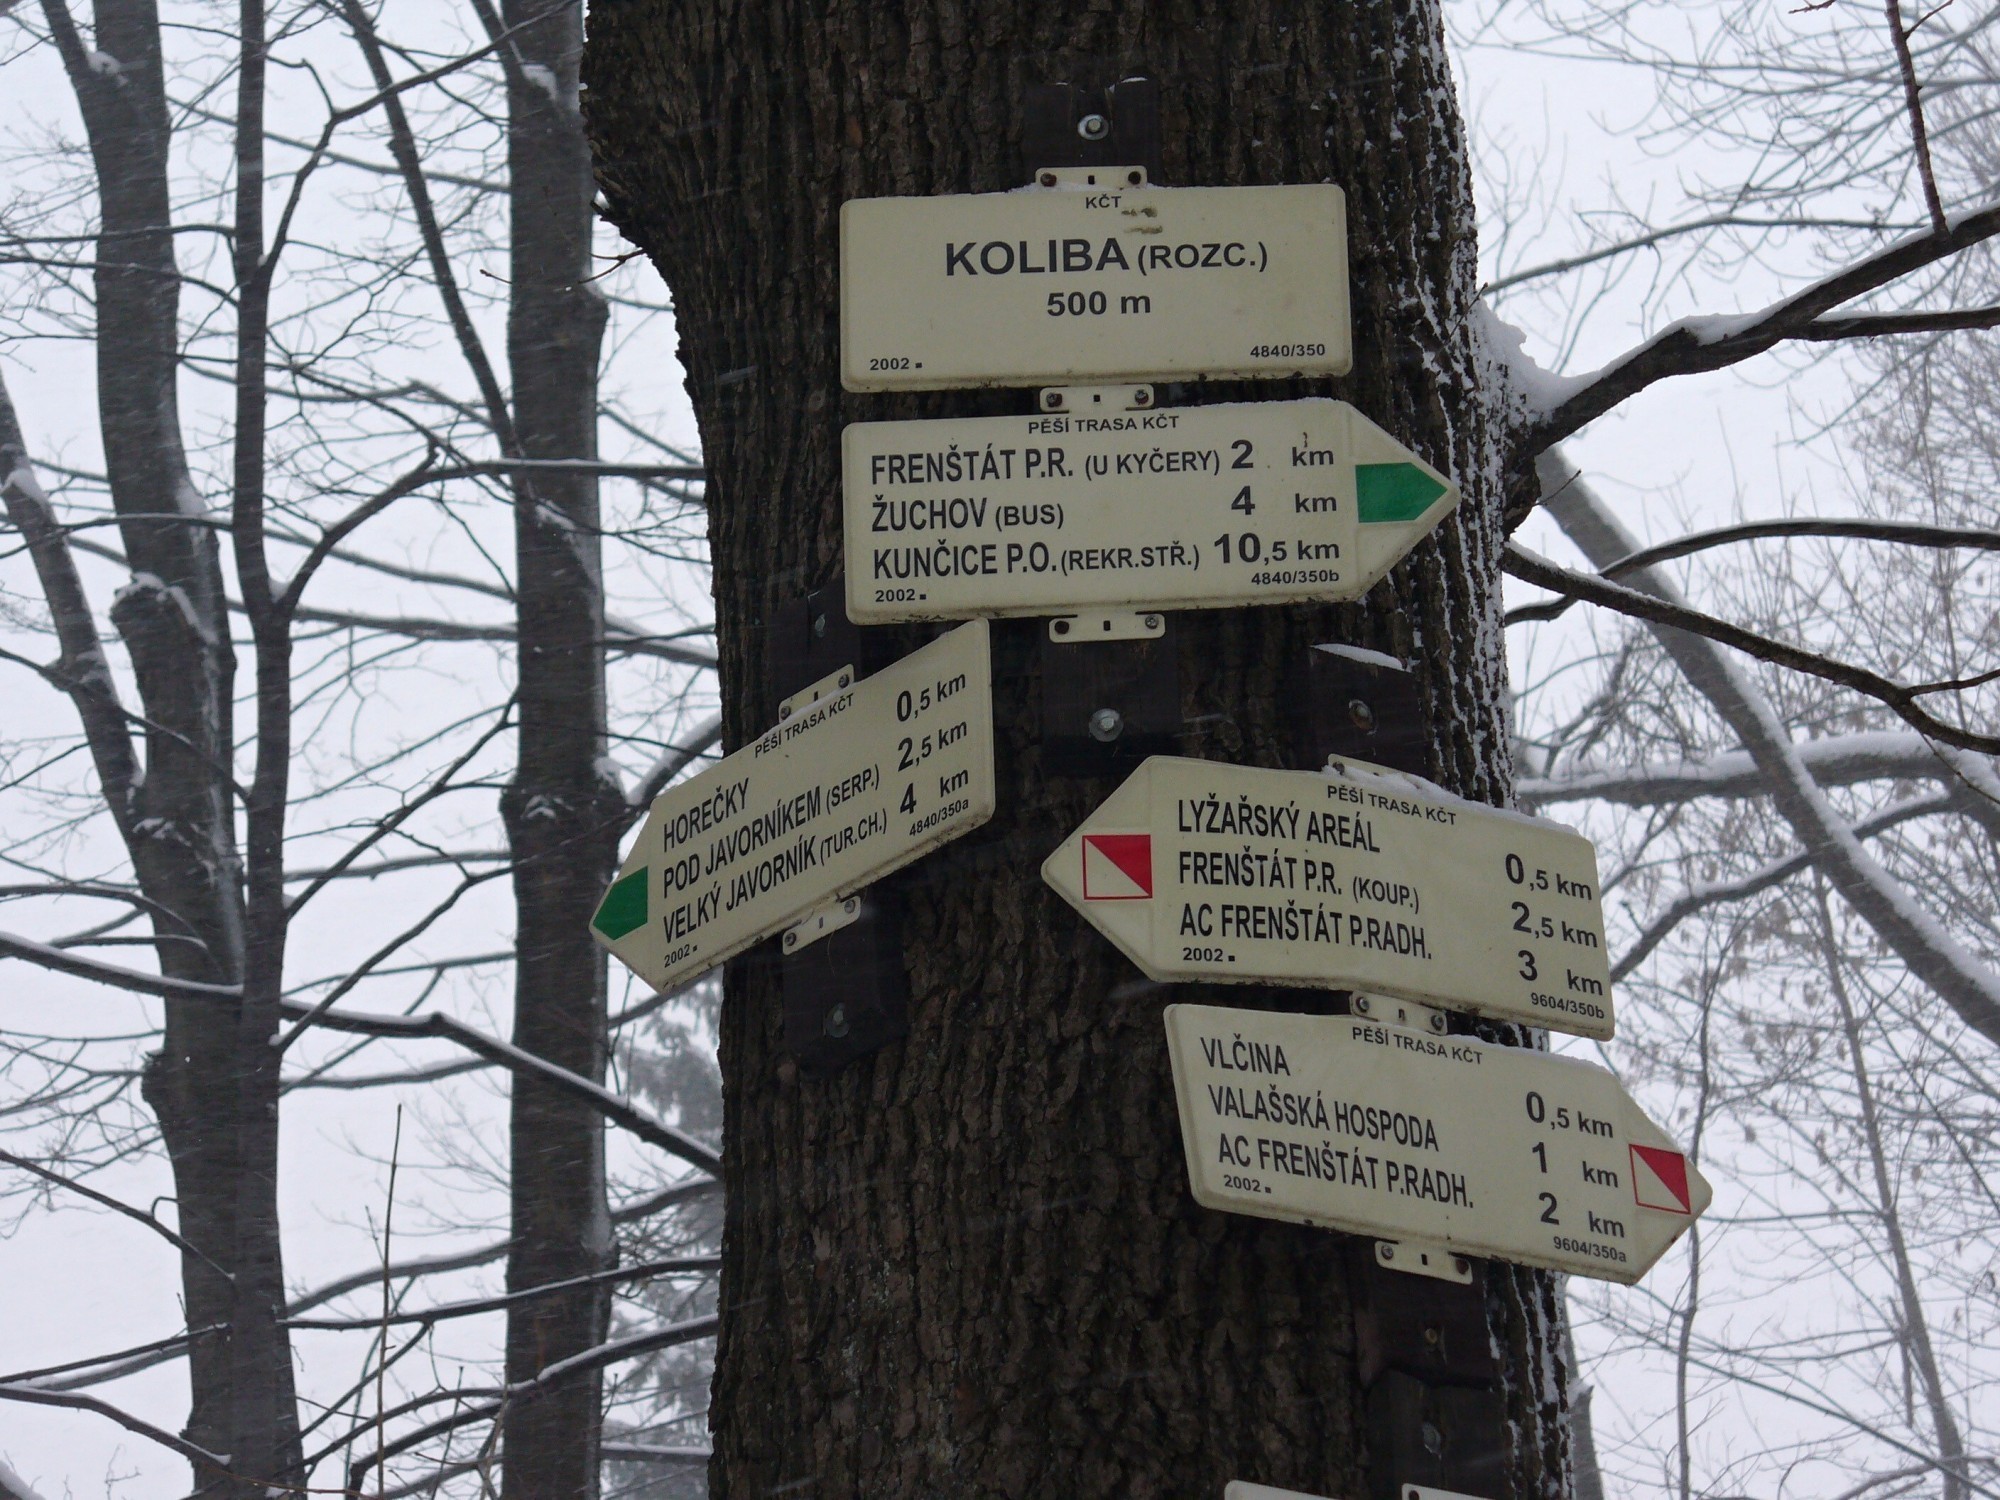 KČT
KOLIBA (ROZC.)
500 m
2002 4840/350
PĚŠÍ TRASA KČT
FRENŠTÁT P.R. (U KYČERY) 2 km
ŽUCHOV (BUS) 4 km
KUNČICE P.O. (REKR.STŘ.) 10,5 km
4840/350b
2002
PĚŠÍ TRASA KČT
HOREČKY 0,5 km
POD JAVORNÍKEM (SERP.) 2,5 km
VELKÝ JAVORNÍK (TUR.CH.) 4 km
2002 4840/350a
PĚŠÍ TRASA KČT
LYŽAŘSKÝ AREÁL 0,5 km
FRENŠTÁT P.R. (KOUP.) 2,5 km
AC FRENŠTÁT P.RADH. 3 km
2002 9604/350b
PĚŠÍ TRASA KČT
VLČINA 0,5 km
VALAŠSKÁ HOSPODA 1 km
AC FRENŠTÁT P.RADH. 2 km
2002 9604/350a